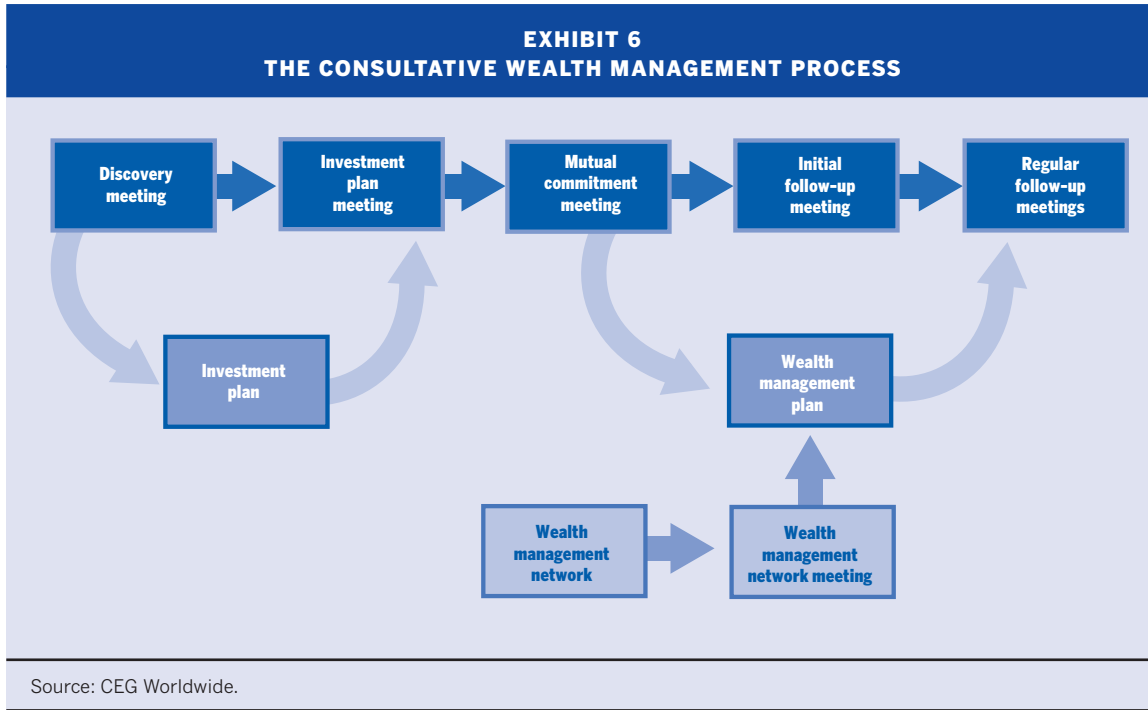 EXHIBIT 6
THE CONSULTATIVE WEALTH MANAGEMENT PROCESS
Discovery
meeting
Investment
plan
meeting
Mutual
commitment
meeting
Initial
follow-up
meeting
Regular
follow-up
meetings
Investment
plan
Wealth
management
plan
Wealth
management
network
Wealth
management
network meeting
Source: CEG Worldwide.